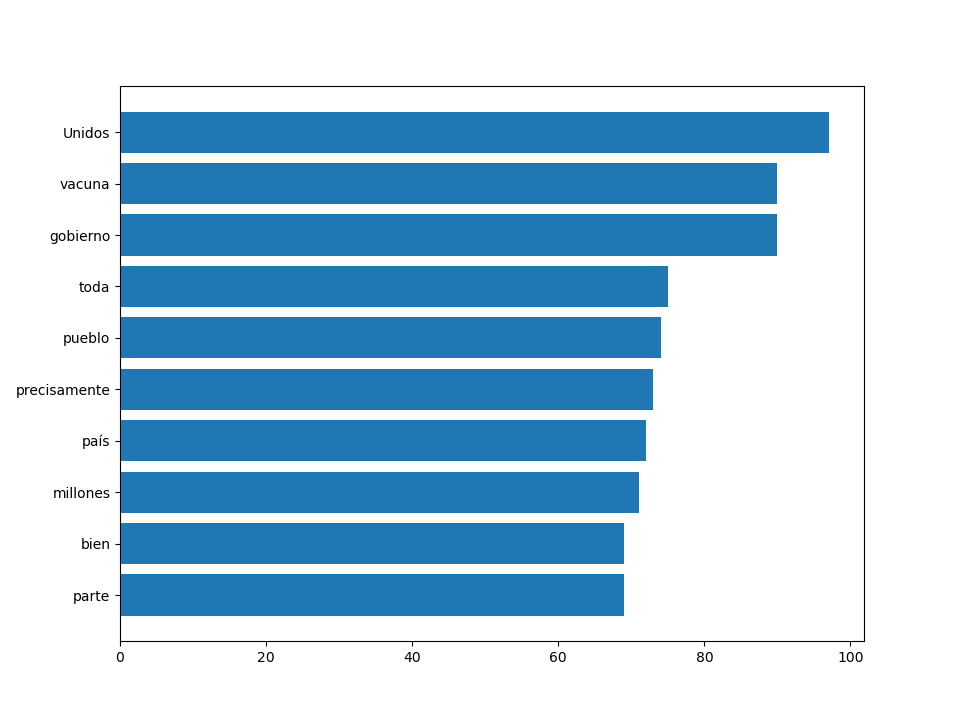 Unidos
vacuna
gobierno
toda
pueblo
precisamente
país
millones
bien
parte
0 20 40 60 80 100